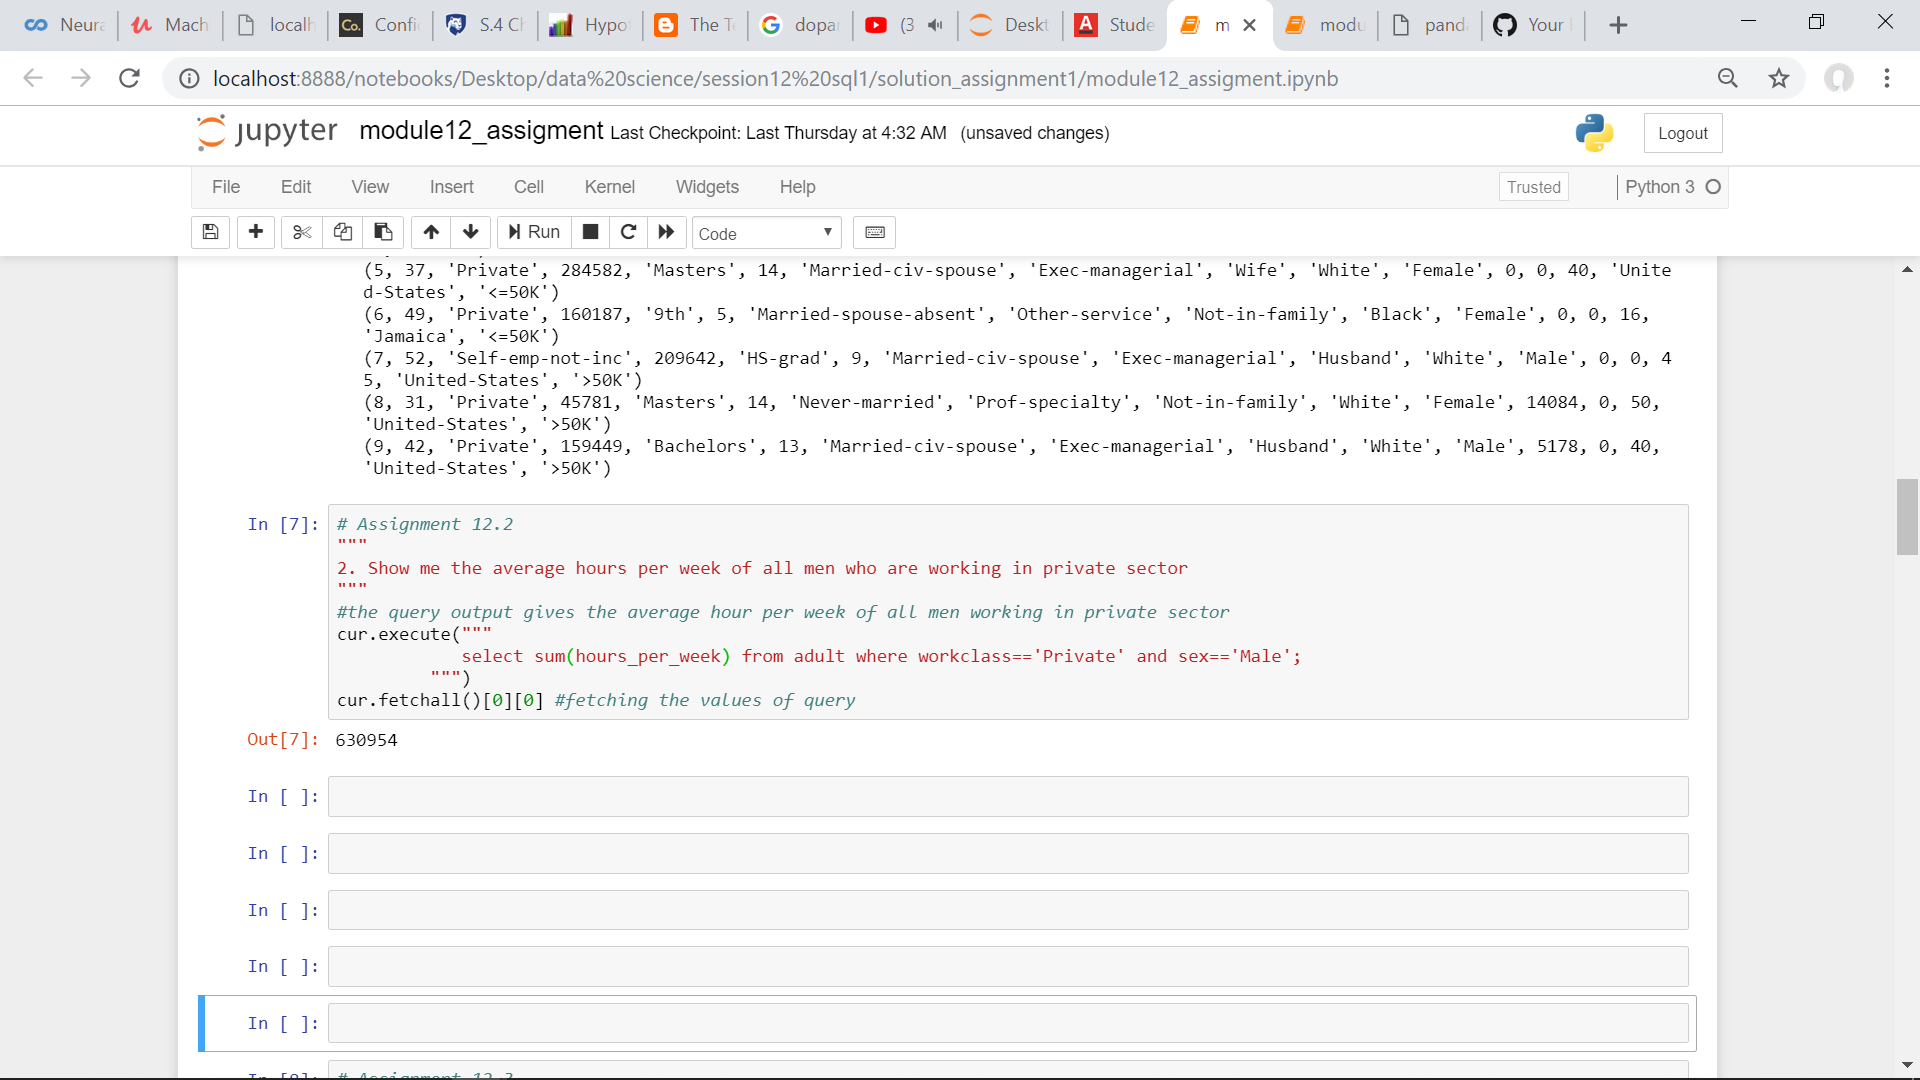 Neura
Mach
localh
Co.
Confic
S.4 Ch
Hypot
The To
dopar
(3
Deskt
Stude
m
modu
panda
Your
localhost:8888/notebooks/Desktop/data%20science/session12%20sql1/solution_assignment1/module12_assigment.ipynb
jupyter module12_assigment Last Checkpoint: Last Thursday at 4:32 AM (unsaved changes)
Logout
File Edit View Insert Cell Kernel Widgets Help
Trusted
Python 3
Run
Code
(5, 37, 'Private', 284582, 'Masters', 14, 'Married-civ-spouse', 'Exec-managerial', 'Wife', 'White', 'Female', 0, 0, 40, 'Unite
d-States', '<=50K')
(6, 49, 'Private', 160187, '9th', 5, 'Married-spouse-absent', 'Other-service', 'Not-in-family', 'Black', 'Female', 0, 0, 16,
'Jamaica', '<=50K')
(7, 52, 'Self-emp-not-inc', 209642, 'HS-grad', 9, 'Married-civ-spouse', 'Exec-managerial', 'Husband', 'White', 'Male', 0, 0, 4
5, 'United-States', '>50K')
(8, 31, 'Private', 45781, 'Masters', 14, 'Never-married', 'Prof-specialty', 'Not-in-family', 'White', 'Female', 14084, 0, 50,
'United-States', '>50K')
(9, 42, 'Private', 159449, 'Bachelors', 13, 'Married-civ-spouse', 'Exec-managerial', 'Husband', 'White', 'Male', 5178, 0, 40,
'United-States', '>50K')
In [7]: # Assignment 12.2
"""
2. Show me the average hours per week of all men who are working in private sector
"""
#the query output gives the average hour per week of all men working in private sector
cur.execute("""
select sum(hours_per_week) from adult where workclass=='Private' and sex=='Male';
""")
cur.fetchall()[0][0] #fetching the values of query
Out[7]: 630954
In [ ]:
In [ ]:
In [ ]:
In [ ]:
In [ ]:
In [8]: # Assignment 12.3